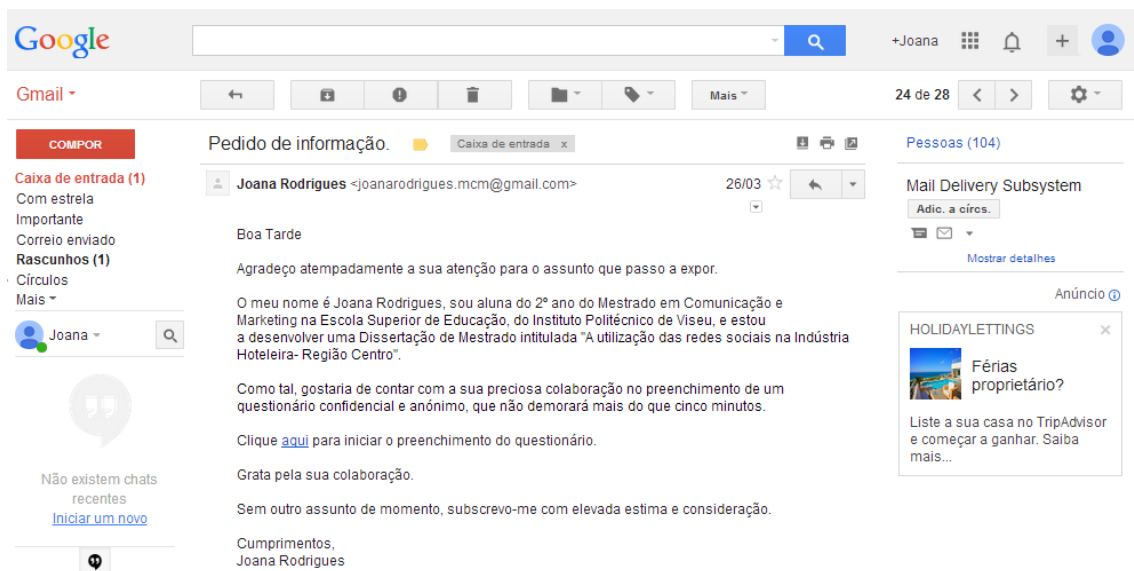 Google
+Joana
Gmail
Mais
24 de 28
COMPOR
Caixa de entrada (1)
Com estrela
Importante
Correio enviado
Rascunhos (1)
Círculos
Mais
Joana
Não existem chats
recentes
Iniciar um novo
Pedido de informação.
Caixa de entrada x
Joana Rodrigues <joanarodrigues.mcm@gmail.com>
26/03
Boa Tarde
Agradeço atempadamente a sua atenção para o assunto que passo a expor.
O meu nome é Joana Rodrigues, sou aluna do 2º ano do Mestrado em Comunicação e
Marketing na Escola Superior de Educação, do Instituto Politécnico de Viseu, e estou
a desenvolver uma Dissertação de Mestrado intitulada "A utilização das redes sociais na Indústria
Hoteleira- Região Centro".
Como tal, gostaria de contar com a sua preciosa colaboração no preenchimento de um
questionário confidencial e anónimo, que não demorará mais do que cinco minutos.
Clique aqui para iniciar o preenchimento do questionário.
Grata pela sua colaboração.
Sem outro assunto de momento, subscrevo-me com elevada estima e consideração.
Cumprimentos,
Joana Rodrigues
Pessoas (104)
Mail Delivery Subsystem
Adic. a círcs.
Mostrar detalhes
Anúncio
HOLIDAYLETTINGS
Férias
proprietário?
Liste a sua casa no TripAdvisor
e começar a ganhar. Saiba
mais...